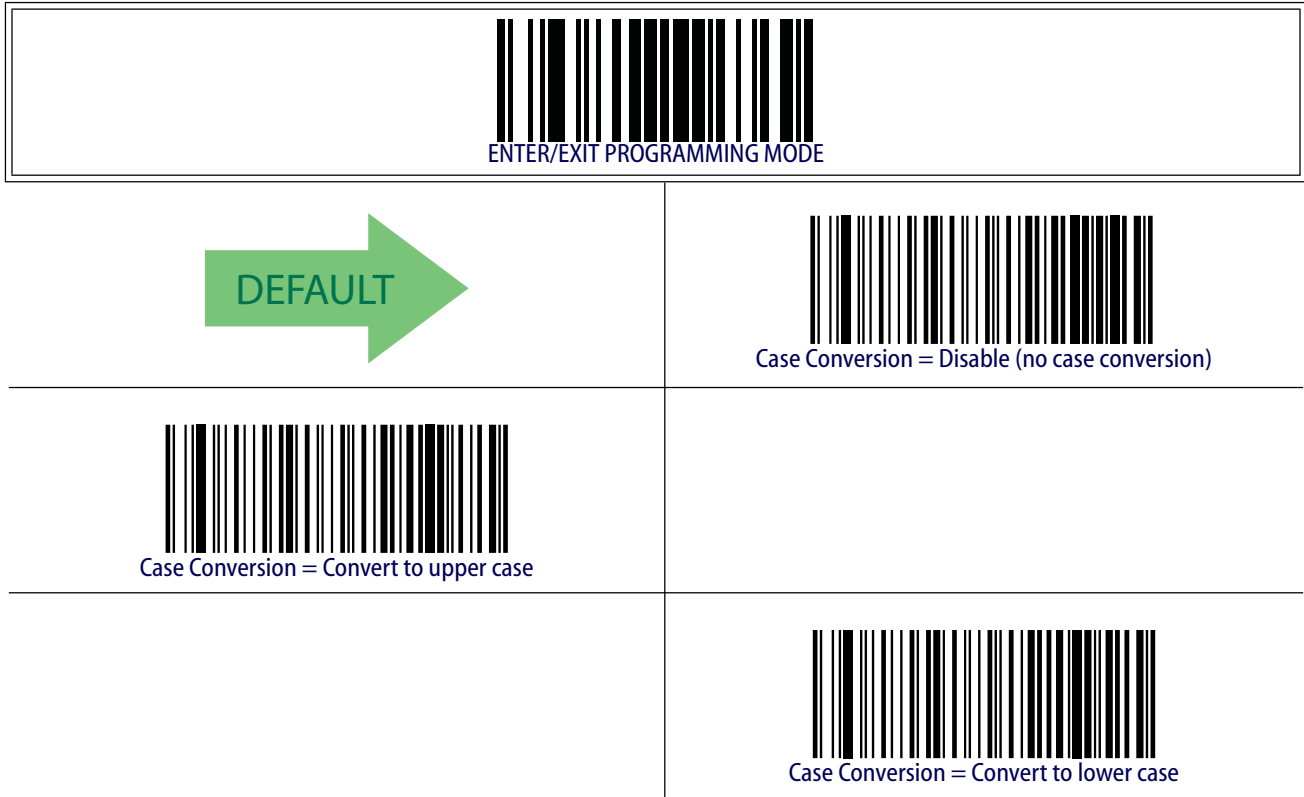 ENTER/EXIT PROGRAMMING MODE
DEFAULT
Case Conversion = Disable (no case conversion)
Case Conversion = Convert to upper case
Case Conversion = Convert to lower case